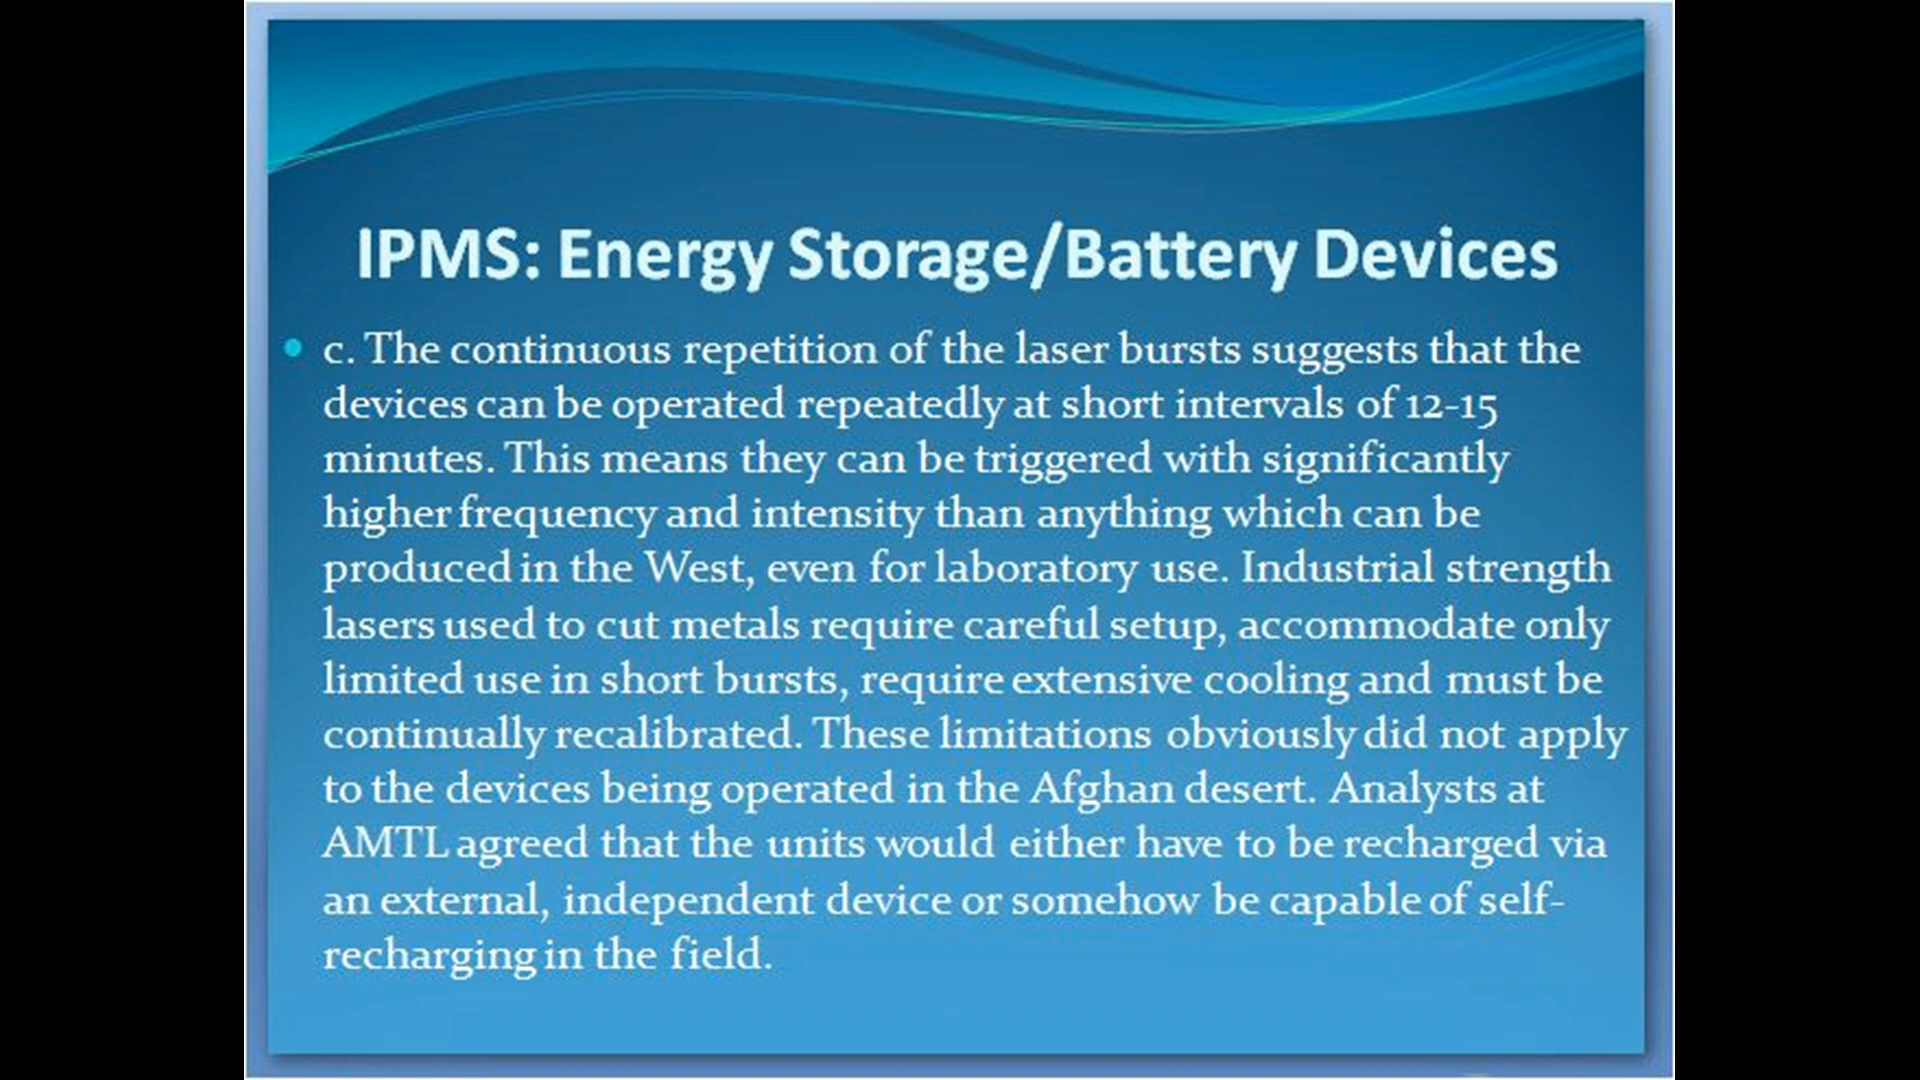 IPMS: Energy Storage/Battery Devices
• c. The continuous repetition of the laser bursts suggests that the
devices can be operated repeatedly at short intervals of 12-15
minutes. This means they can be triggered with significantly
higher frequency and intensity than anything which can be
produced in the West, even for laboratory use. Industrial strength
lasers used to cut metals require careful setup, accommodate only
limited use in short bursts, require extensive cooling and must be
continually recalibrated. These limitations obviously did not apply
to the devices being operated in the Afghan desert. Analysts at
AMTL agreed that the units would either have to be recharged via
an external, independent device or somehow be capable of self-
recharging in the field.